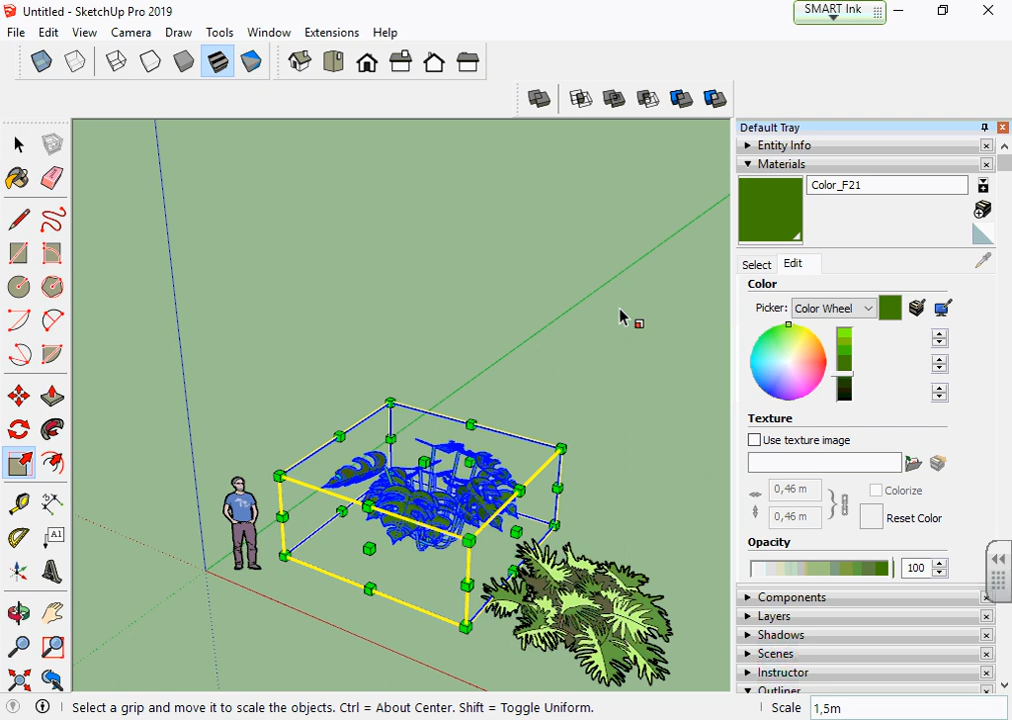 Untitled - SketchUp Pro 2019
SMART Ink
File Edit View Camera Draw Tools Window Extensions Help
Default Tray
Entity Info
Materials
Color_F21
Select Edit
Color
Picker: Color Wheel
Texture
Use texture image
0,46 m
Colorize
0,46 m
Reset Color
Opacity
100
Components
Layers
Shadows
Scenes
Instructor
Outliner
A1
Select a grip and move it to scale the objects. Ctrl = About Center. Shift = Toggle Uniform.
Scale 1,5m